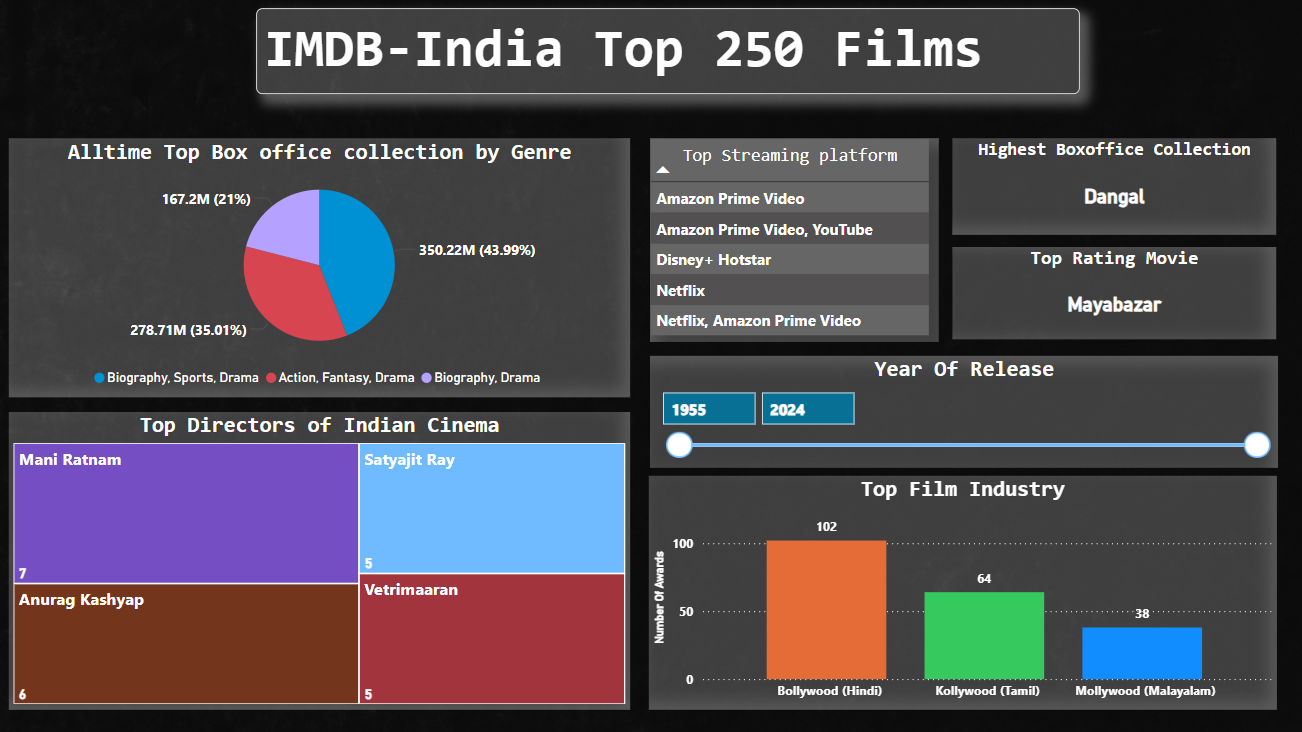 IMDB-India Top 250 Films
Alltime Top Box office collection by Genre
167.2M (21%)
350.22M (43.99%)
278.71M (35.01%)
Biography, Sports, Drama
Action, Fantasy, Drama
Biography, Drama
Top Streaming platform
Amazon Prime Video
Amazon Prime Video, YouTube
Disney+ Hotstar
Netflix
Netflix, Amazon Prime Video
Highest Boxoffice Collection
Dangal
Top Rating Movie
Mayabazar
Year Of Release
1955
2024
Top Directors of Indian Cinema
Mani Ratnam
7
Satyajit Ray
5
Anurag Kashyap
6
Vetrimaaran
5
Top Film Industry
Number Of Awards
100
50
0
102
64
38
Bollywood (Hindi)
Kollywood (Tamil)
Mollywood (Malayalam)